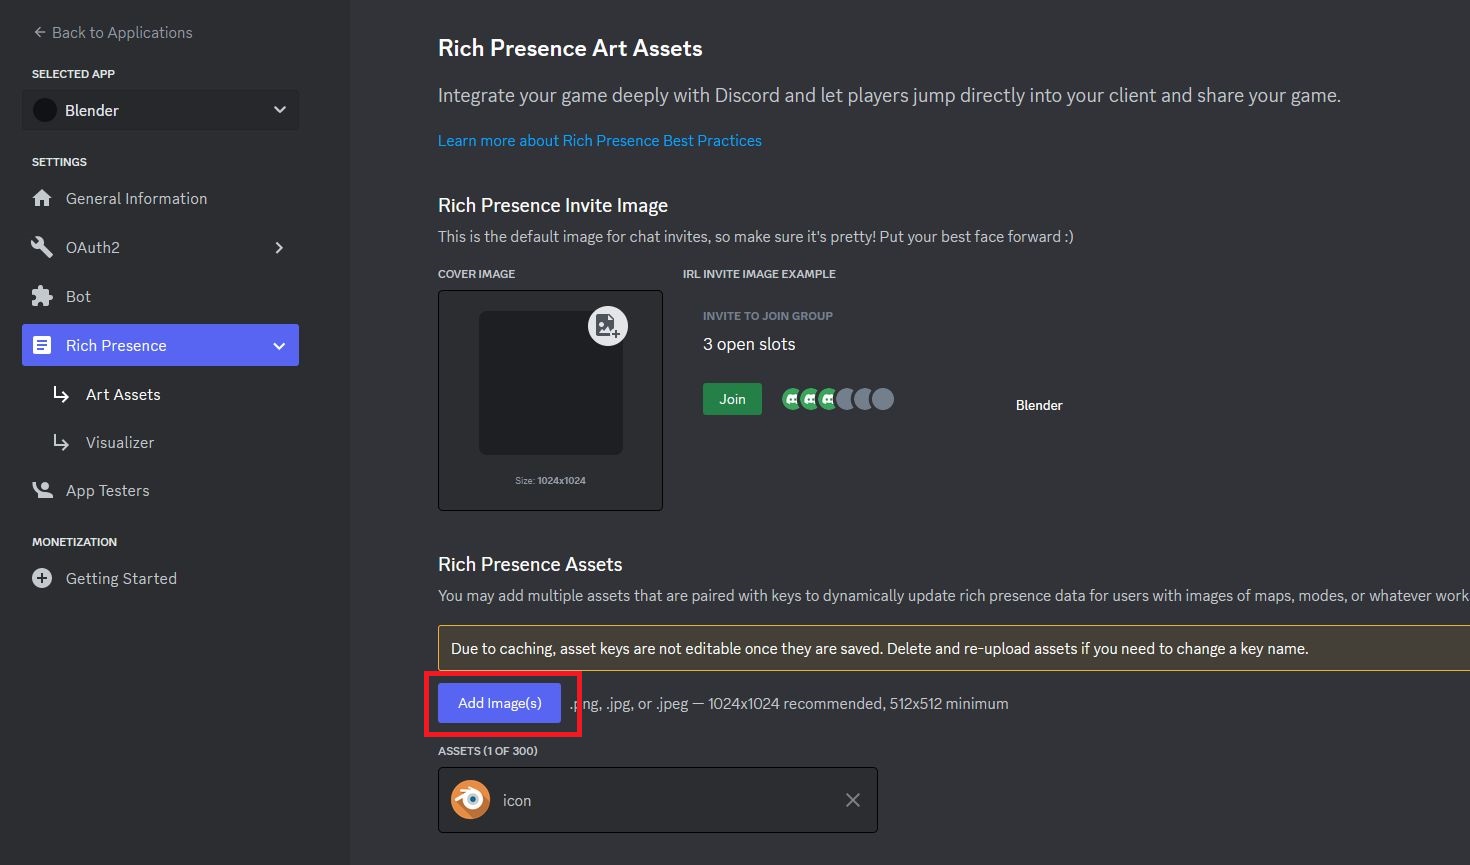 ← Back to Applications
SELECTED APP
Blender
SETTINGS
General Information
OAuth2
Bot
Rich Presence
Art Assets
Visualizer
App Testers
MONETIZATION
Getting Started
Rich Presence Art Assets
Integrate your game deeply with Discord and let players jump directly into your client and share your game.
Learn more about Rich Presence Best Practices
Rich Presence Invite Image
This is the default image for chat invites, so make sure it's pretty! Put your best face forward :)
COVER IMAGE
Size: 1024x1024
IRL INVITE IMAGE EXAMPLE
INVITE TO JOIN GROUP
3 open slots
Join
Blender
Rich Presence Assets
You may add multiple assets that are paired with keys to dynamically update rich presence data for users with images of maps, modes, or whatever work
Due to caching, asset keys are not editable once they are saved. Delete and re-upload assets if you need to change a key name.
Add Image(s) .png, .jpg, or .jpeg — 1024x1024 recommended, 512x512 minimum
ASSETS (1 OF 300)
icon